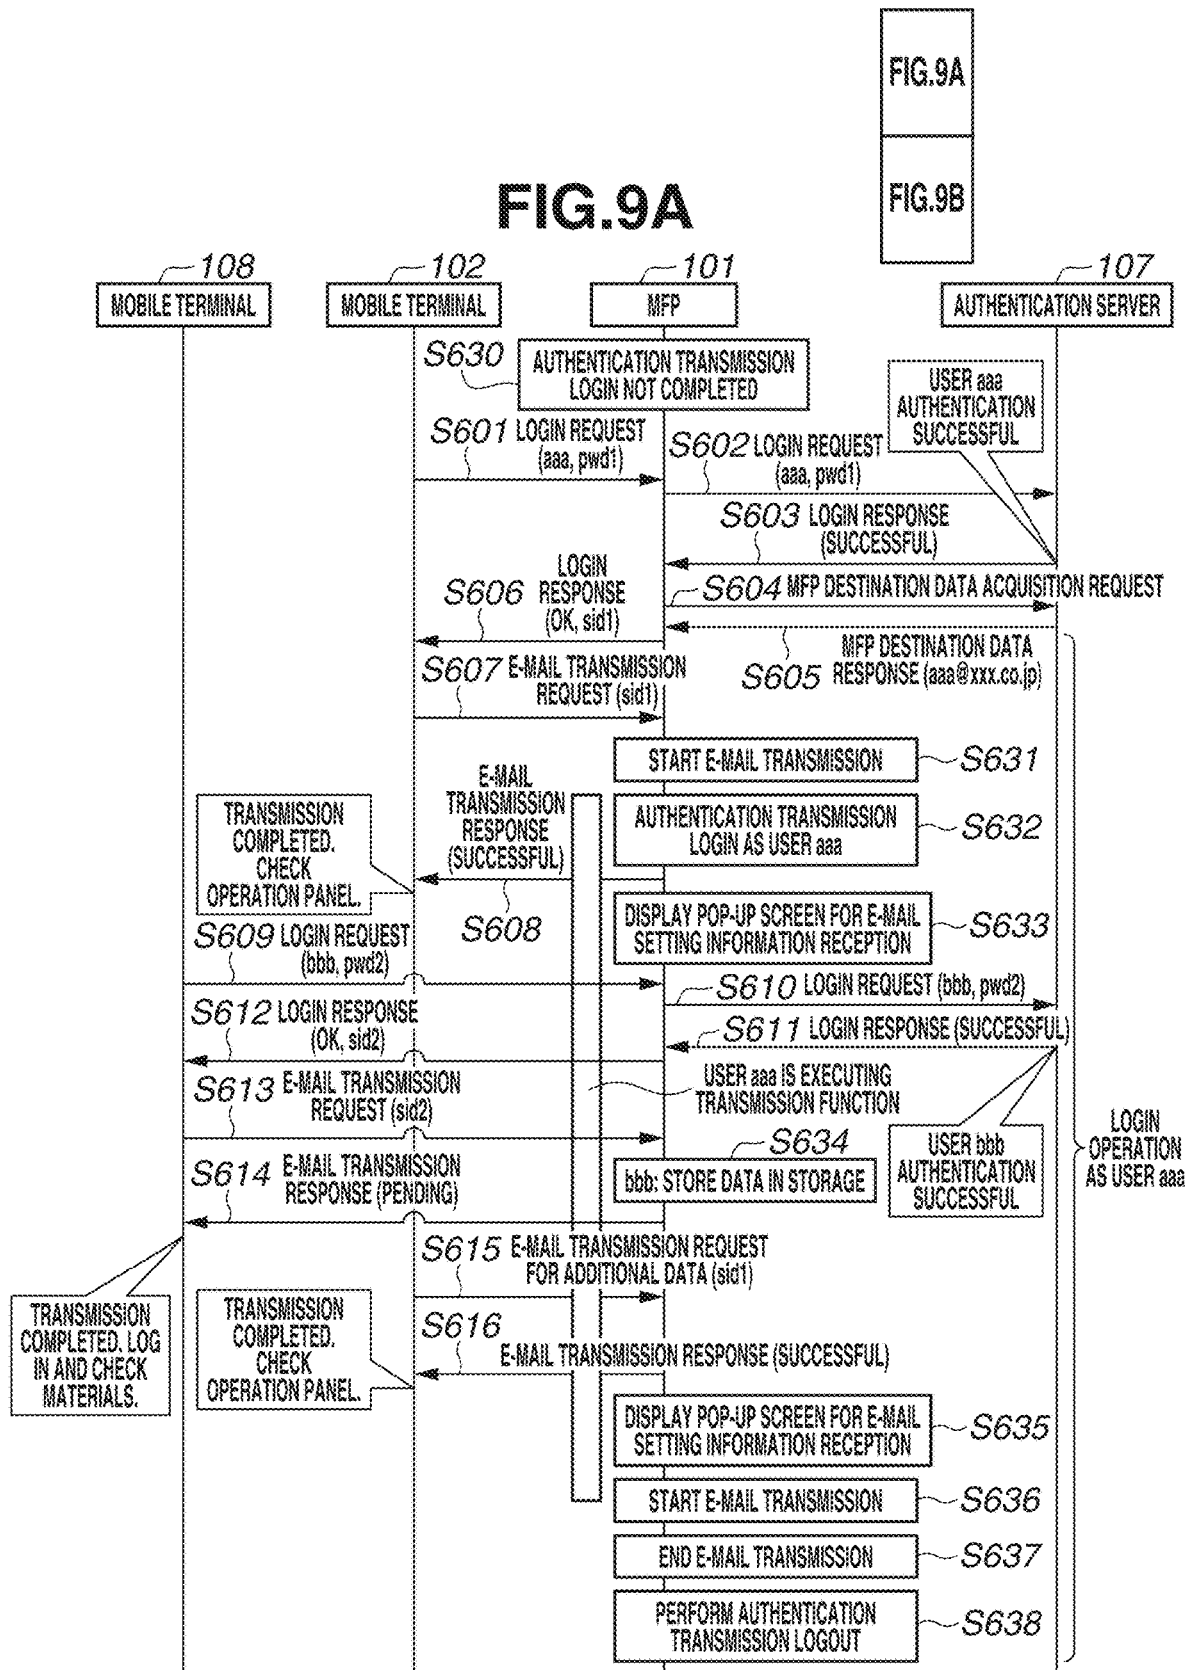 FIG.9A
FIG.9B
FIG.9A
108
102
101
107
MOBILE TERMINAL
MOBILE TERMINAL
MFP
AUTHENTICATION SERVER
S630
AUTHENTICATION TRANSMISSION
LOGIN NOT COMPLETED
USER aaa
AUTHENTICATION
SUCCESSFUL
S601 LOGIN REQUEST
(aaa, pwd1)
S602 LOGIN REQUEST
(aaa, pwd1)
S603 LOGIN RESPONSE
(SUCCESSFUL)
S604 MFP DESTINATION DATA ACQUISITION REQUEST
S606
LOGIN
RESPONSE
(OK, sid1)
S605
MFP DESTINATION DATA
RESPONSE (aaa@xxx.co.jp)
S607 E-MAIL TRANSMISSION
REQUEST (sid1)
START E-MAIL TRANSMISSION
S631
E-MAIL
TRANSMISSION
RESPONSE
(SUCCESSFUL)
S608
AUTHENTICATION TRANSMISSION
LOGIN AS USER aaa
S632
TRANSMISSION
COMPLETED.
CHECK
OPERATION PANEL.
DISPLAY POP-UP SCREEN FOR E-MAIL
SETTING INFORMATION RECEPTION
S633
S609 LOGIN REQUEST
(bbb, pwd2)
S610 LOGIN REQUEST (bbb, pwd2)
S611 LOGIN RESPONSE (SUCCESSFUL)
S612 LOGIN RESPONSE
(OK, sid2)
USER aaa IS EXECUTING
TRANSMISSION FUNCTION
S613 E-MAIL TRANSMISSION
REQUEST (sid2)
S634
bbb: STORE DATA IN STORAGE
USER bbb
AUTHENTICATION
SUCCESSFUL
LOGIN
OPERATION
AS USER aaa
S614 E-MAIL TRANSMISSION
RESPONSE (PENDING)
S615 E-MAIL TRANSMISSION REQUEST
FOR ADDITIONAL DATA (sid1)
TRANSMISSION
COMPLETED. LOG
IN AND CHECK
MATERIALS.
TRANSMISSION
COMPLETED.
CHECK
OPERATION PANEL.
S616
E-MAIL TRANSMISSION RESPONSE (SUCCESSFUL)
DISPLAY POP-UP SCREEN FOR E-MAIL
SETTING INFORMATION RECEPTION
S635
START E-MAIL TRANSMISSION
S636
END E-MAIL TRANSMISSION
S637
PERFORM AUTHENTICATION
TRANSMISSION LOGOUT
S638